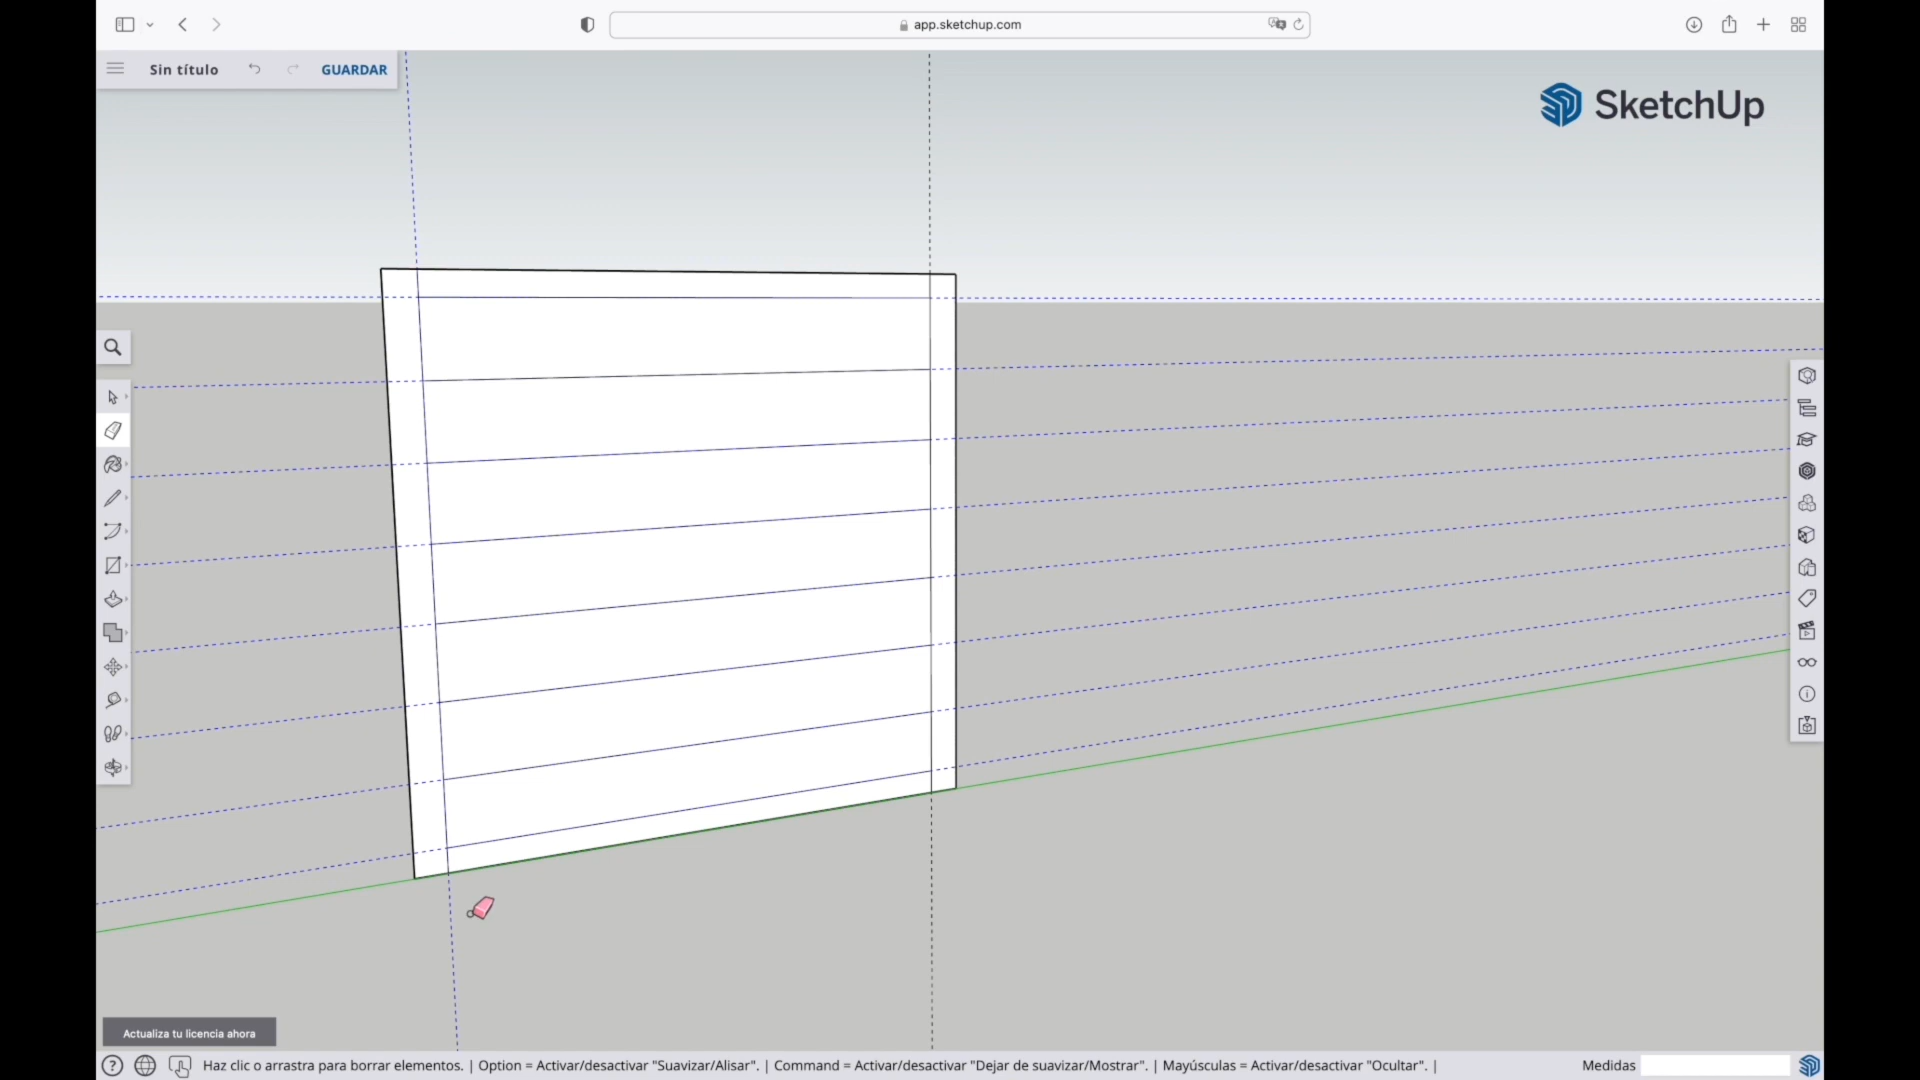 app.sketchup.com
Sin título
GUARDAR
SketchUp
Actualiza tu licencia ahora
Haz clic o arrastra para borrar elementos. | Option = Activar/desactivar "Suavizar/Alisar". | Command = Activar/desactivar "Dejar de suavizar/Mostrar". | Mayúsculas = Activar/desactivar "Ocultar". |
Medidas